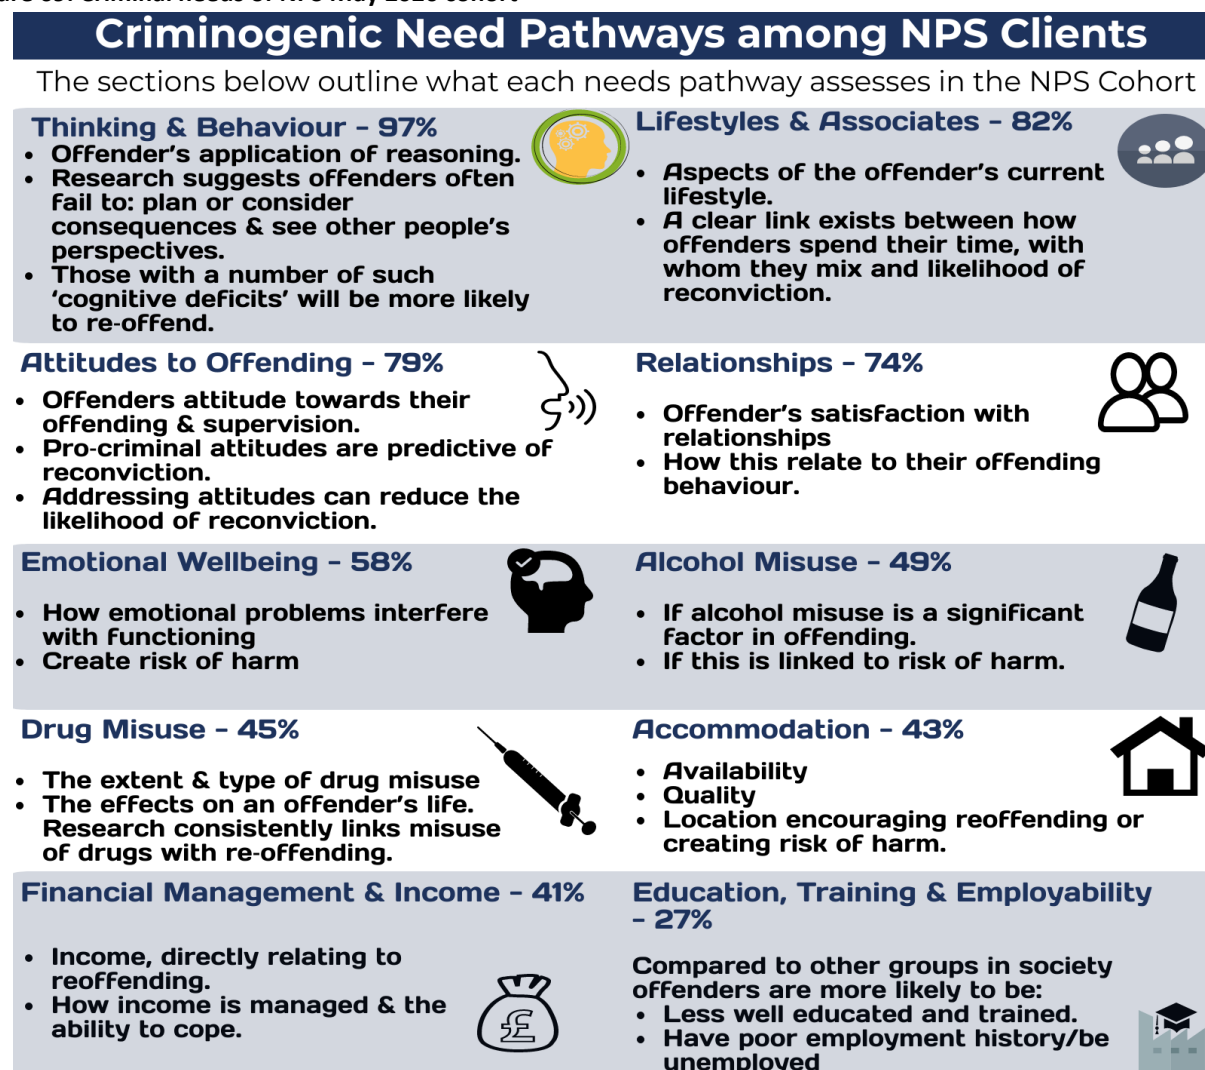 Criminogenic Need Pathways among NPS Clients
The sections below outline what each needs pathway assesses in the NPS Cohort
Thinking & Behaviour - 97%
• Offender's application of reasoning.
• Research suggests offenders often
fail to: plan or consider
consequences & see other people's
perspectives.
• Those with a number of such
'cognitive deficits' will be more likely
to re-offend.
Lifestyles & Associates - 82%
• Aspects of the offender's current
lifestyle.
• A clear link exists between how
offenders spend their time, with
whom they mix and likelihood of
reconviction.
Attitudes to Offending - 79%
• Offenders attitude towards their
offending & supervision.
• Pro-criminal attitudes are predictive of
reconviction.
• Addressing attitudes can reduce the
likelihood of reconviction.
Relationships - 74%
• Offender's satisfaction with
relationships
• How this relate to their offending
behaviour.
Emotional Wellbeing - 58%
• How emotional problems interfere
with functioning
• Create risk of harm
Alcohol Misuse - 49%
• If alcohol misuse is a significant
factor in offending.
• If this is linked to risk of harm.
Drug Misuse - 45%
• The extent & type of drug misuse
• The effects on an offender's life.
Research consistently links misuse
of drugs with re-offending.
Accommodation - 43%
• Availability
• Quality
• Location encouraging reoffending or
creating risk of harm.
Financial Management & Income - 41%
• Income, directly relating to
reoffending.
• How income is managed & the
ability to cope.
£
Education, Training & Employability
- 27%
Compared to other groups in society
offenders are more likely to be:
• Less well educated and trained.
• Have poor employment history/be
unemployed